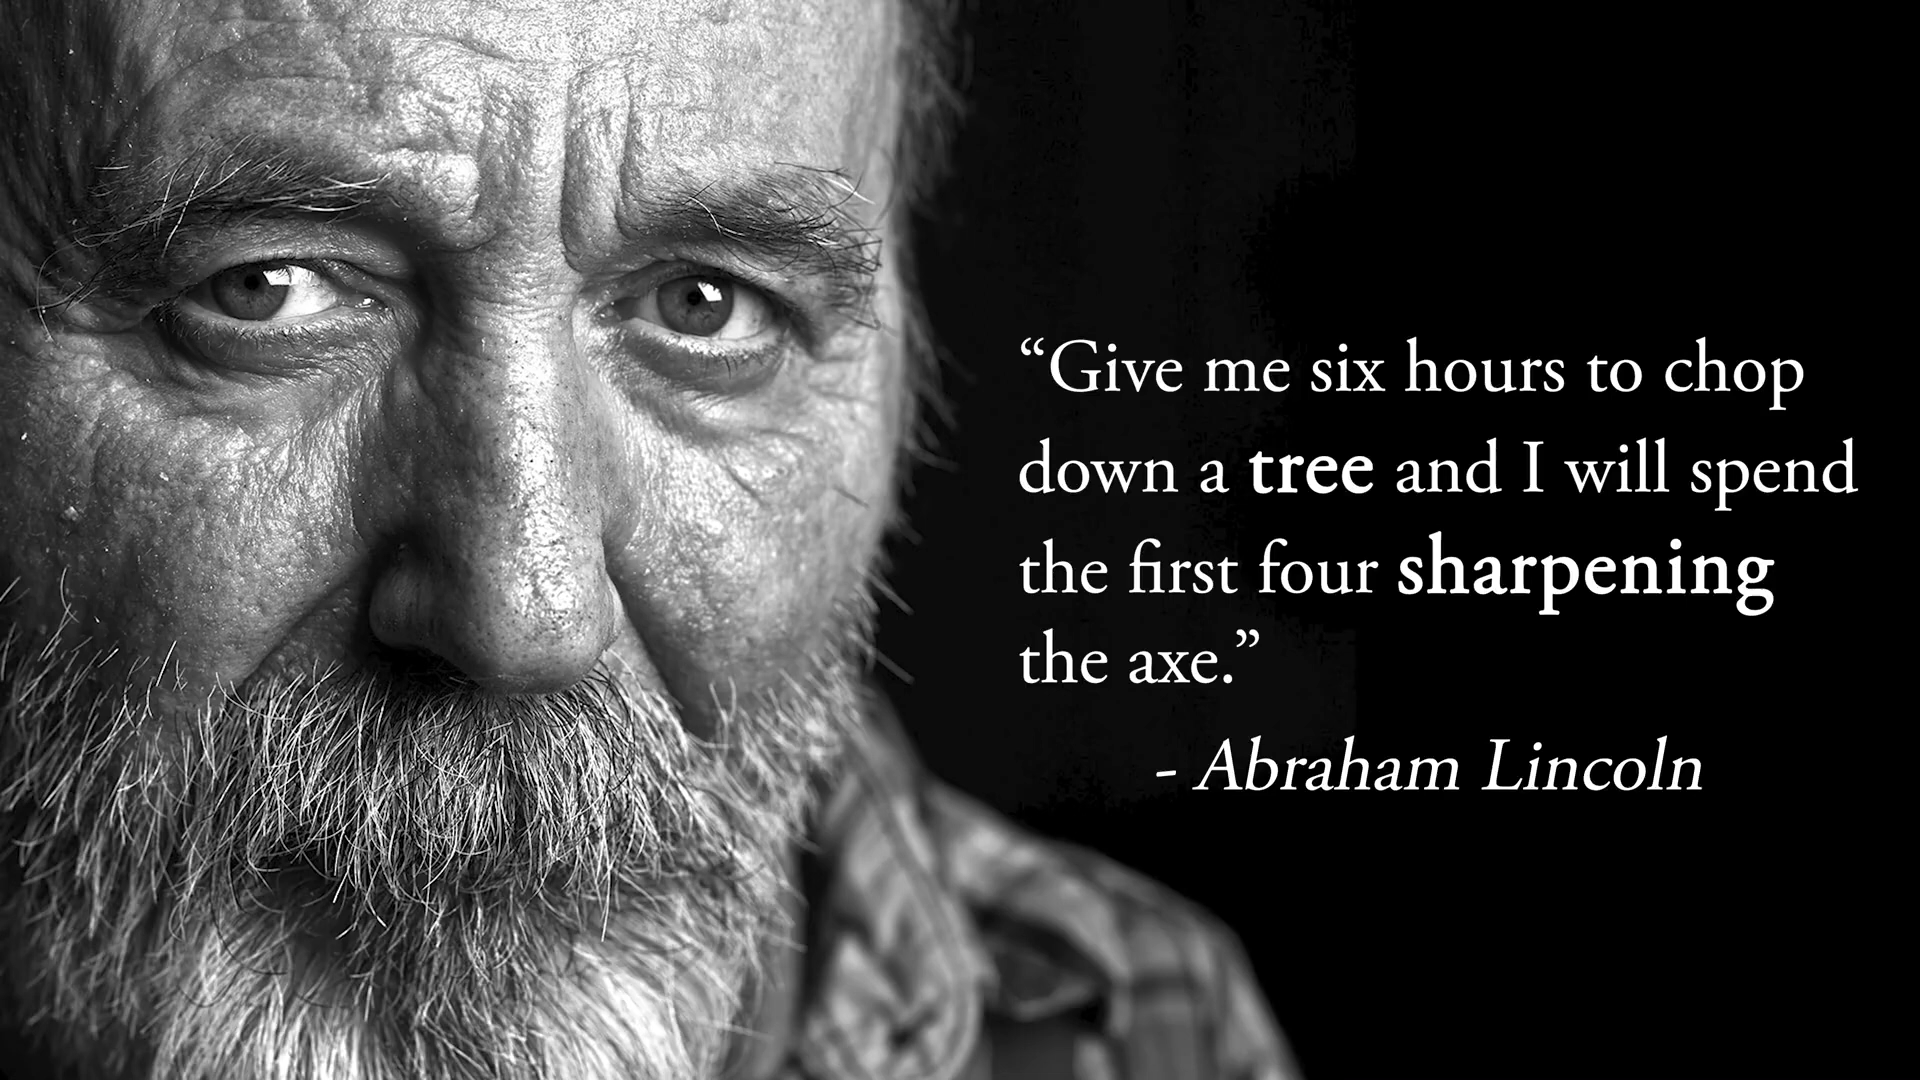 “Give me six hours to chop
down a tree and I will spend
the first four sharpening
the axe.”
- Abraham Lincoln